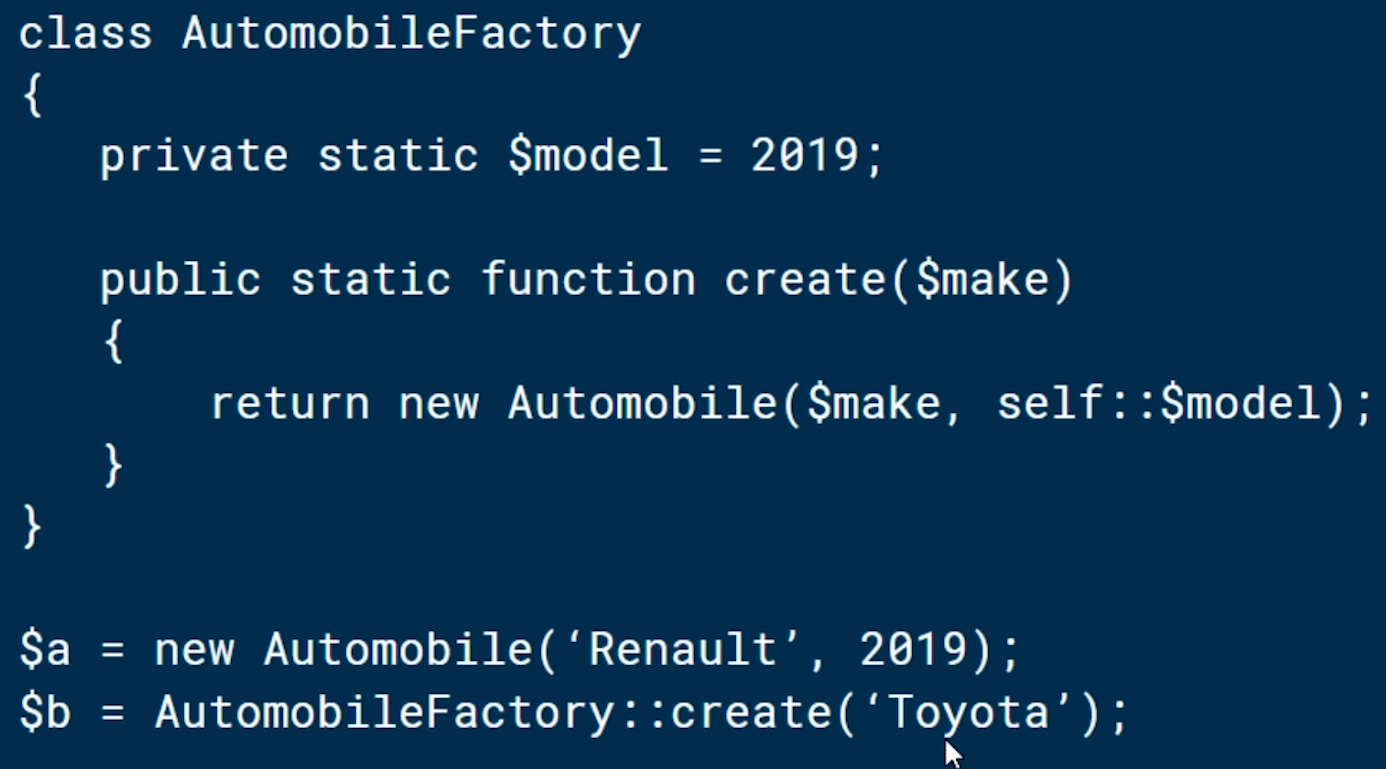 class AutomobileFactory
{
   private static $model = 2019;

   public static function create($make)
   {
       return new Automobile($make, self::$model);
   }
}

$a = new Automobile(‘Renault’, 2019);
$b = AutomobileFactory::create(‘Toyota’);